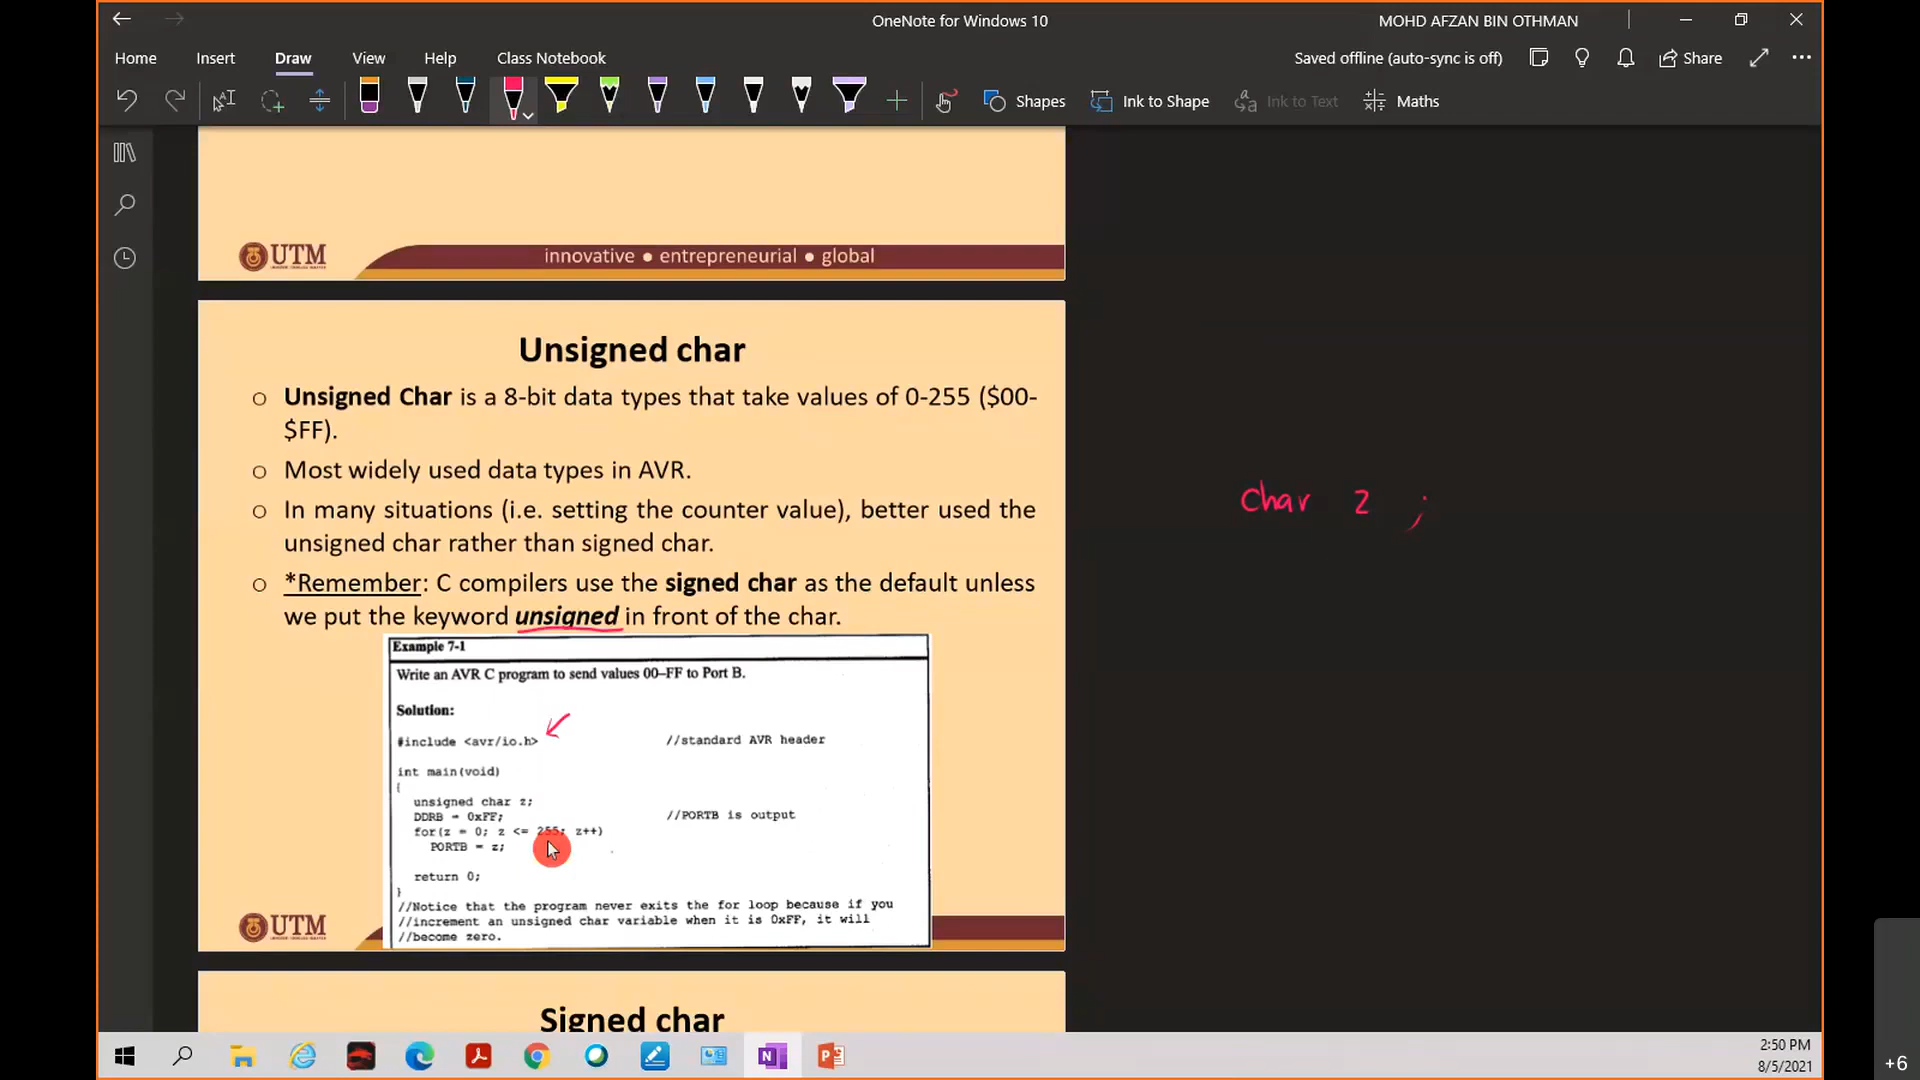 OneNote for Windows 10
MOHD AFZAN BIN OTHMAN
Home Insert Draw View Help Class Notebook
Saved offline (auto-sync is off) Share
Shapes Ink to Shape Ink to Text Maths
UTM
innovative ● entrepreneurial ● global
Unsigned char
o Unsigned Char is a 8-bit data types that take values of 0-255 ($00-
$FF).
o Most widely used data types in AVR.
o In many situations (i.e. setting the counter value), better used the
unsigned char rather than signed char.
o *Remember: C compilers use the signed char as the default unless
we put the keyword unsigned in front of the char.
Char z ;
Example 7-1
Write an AVR C program to send values 00–FF to Port B.
Solution:
#include <avr/io.h> //standard AVR header
int main(void)
{
unsigned char z;
DDRB = 0xFF; //PORTB is output
for(z = 0; z <= 255; z++)
PORTB = z;
return 0;
}
//Notice that the program never exits the for loop because if you
//increment an unsigned char variable when it is 0xFF, it will
//become zero.
UTM
Signed char
2:50 PM
8/5/2021
+6